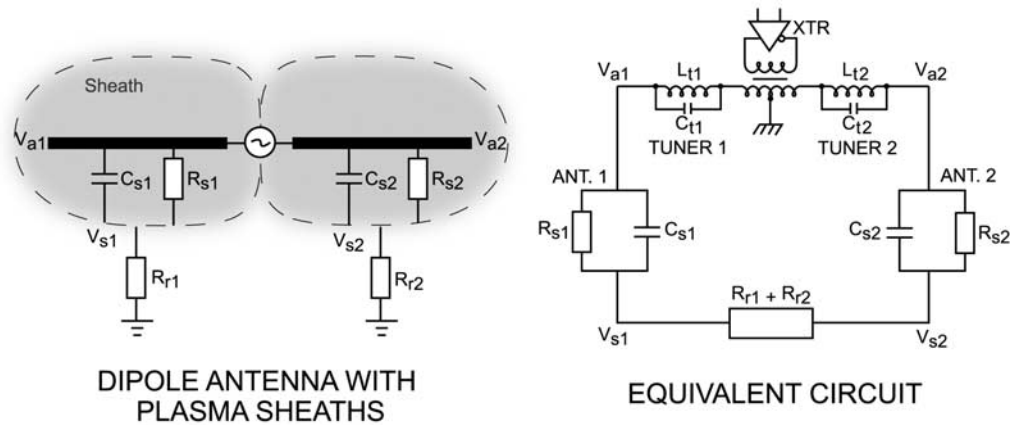 Sheath
Va1
Va2
Cs1
Rs1
Cs2
Rs2
Vs1
Vs2
Rr1
Rr2
DIPOLE ANTENNA WITH
PLASMA SHEATHS
XTR
Va1
Lt1
Lt2
Va2
Ct1
Ct2
TUNER 1
TUNER 2
ANT. 1
ANT. 2
Rs1
Cs1
Cs2
Rs2
Rr1 + Rr2
Vs1
Vs2
EQUIVALENT CIRCUIT